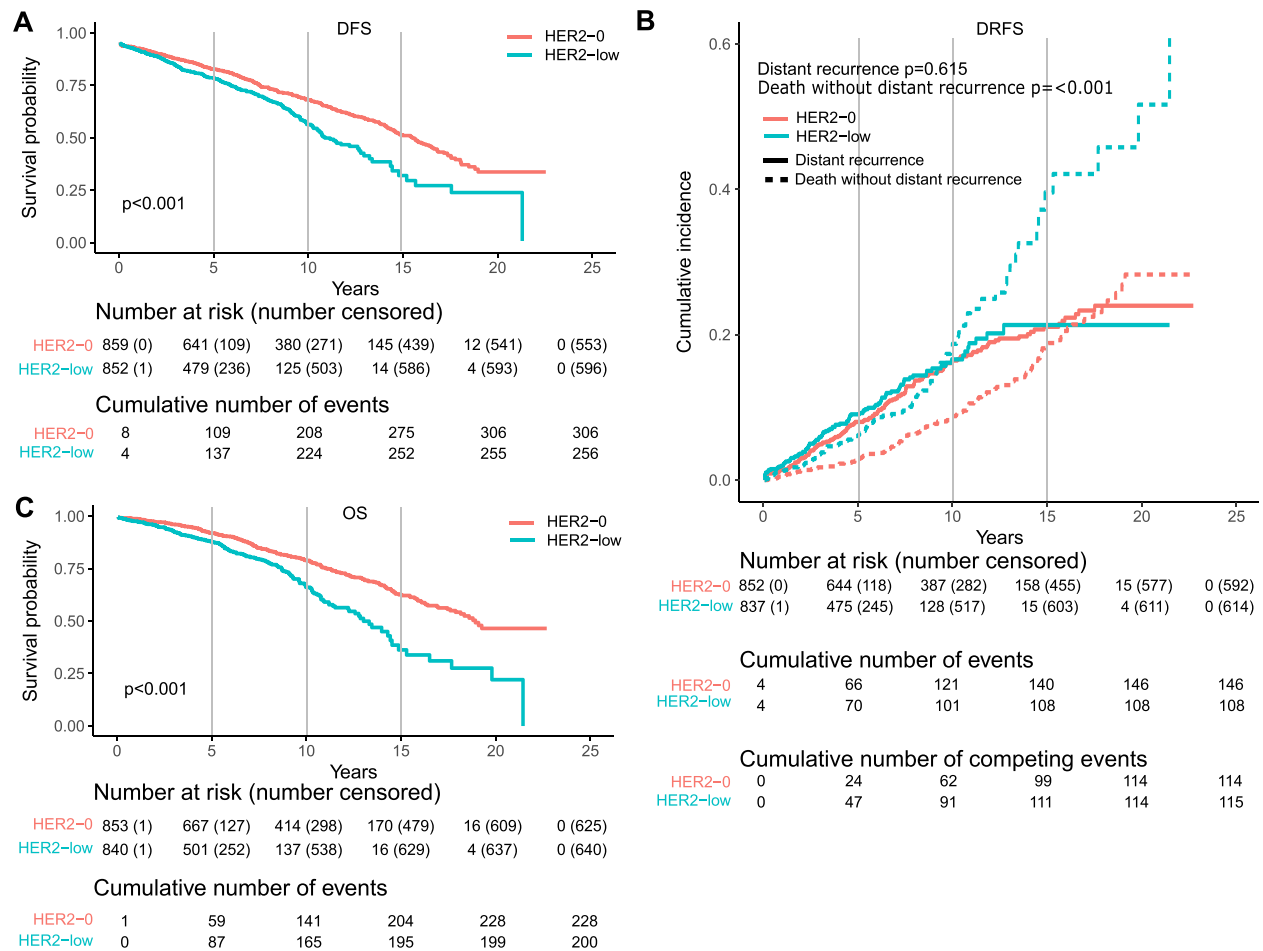 A
DFS
HER2−0
HER2−low
1.00
0.75
0.50
0.25
0.00
Survival probability
p<0.001
0 5 10 15 20 25
Years
Number at risk (number censored)
HER2−0 859 (0) 641 (109) 380 (271) 145 (439) 12 (541) 0 (553)
HER2−low 852 (1) 479 (236) 125 (503) 14 (586) 4 (593) 0 (596)
Cumulative number of events
HER2−0 8 109 208 275 306 306
HER2−low 4 137 224 252 255 256
B
DRFS
Distant recurrence p=0.615
Death without distant recurrence p=<0.001
HER2−0
HER2−low
Distant recurrence
Death without distant recurrence
0.6
0.4
0.2
0.0
Cumulative incidence
0 5 10 15 20 25
Years
Number at risk (number censored)
HER2−0 852 (0) 644 (118) 387 (282) 158 (455) 15 (577) 0 (592)
HER2−low 837 (1) 475 (245) 128 (517) 15 (603) 4 (611) 0 (614)
Cumulative number of events
HER2−0 4 66 121 140 146 146
HER2−low 4 70 101 108 108 108
Cumulative number of competing events
HER2−0 0 24 62 99 114 114
HER2−low 0 47 91 111 114 115
C
OS
HER2−0
HER2−low
1.00
0.75
0.50
0.25
0.00
Survival probability
p<0.001
0 5 10 15 20 25
Years
Number at risk (number censored)
HER2−0 853 (1) 667 (127) 414 (298) 170 (479) 16 (609) 0 (625)
HER2−low 840 (1) 501 (252) 137 (538) 16 (629) 4 (637) 0 (640)
Cumulative number of events
HER2−0 1 59 141 204 228 228
HER2−low 0 87 165 195 199 200